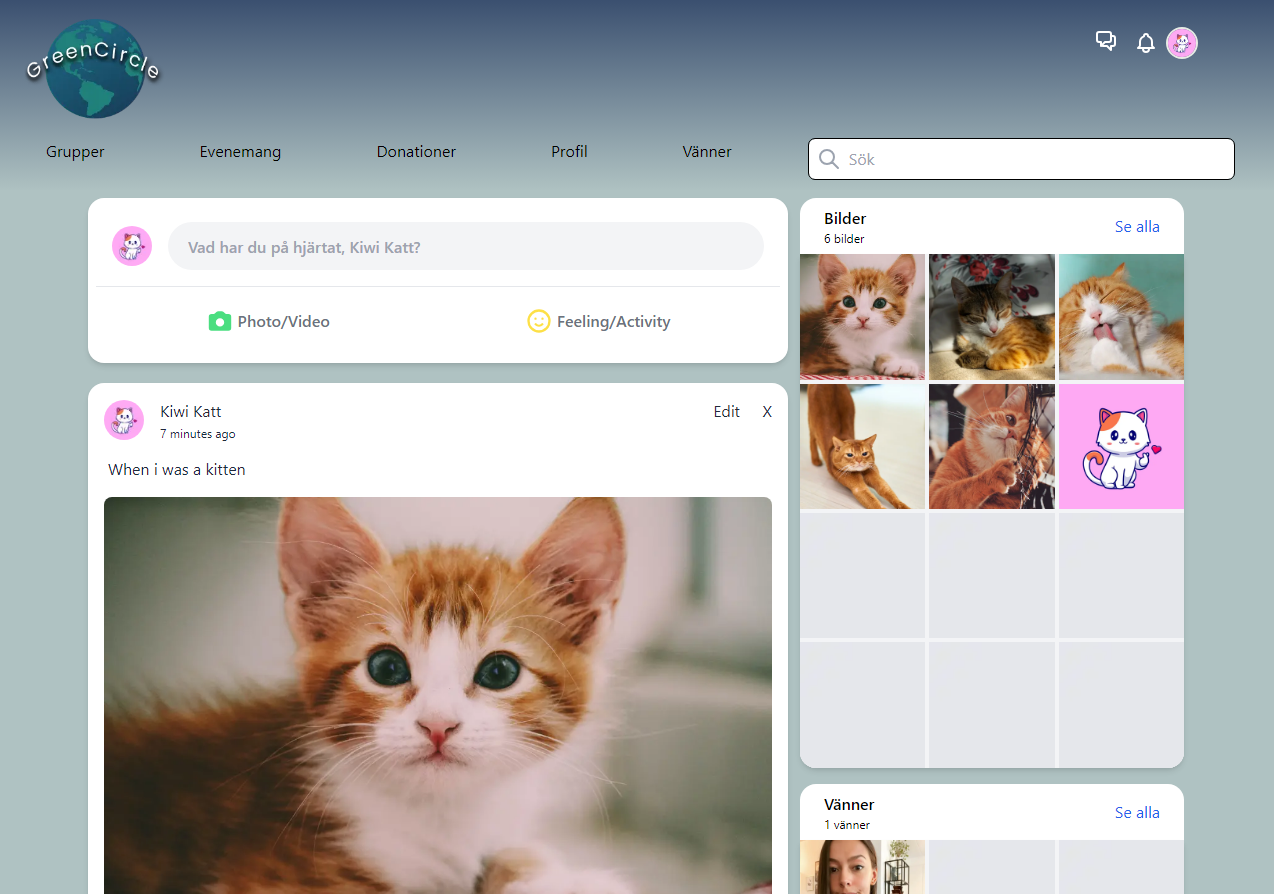 GreenCircle
Grupper
Evenemang
Donationer
Profil
Vänner
Sök
Vad har du på hjärtat, Kiwi Katt?
Photo/Video
Feeling/Activity
Kiwi Katt
7 minutes ago
Edit
X
When i was a kitten
Bilder
6 bilder
Se alla
Vänner
1 vänner
Se alla